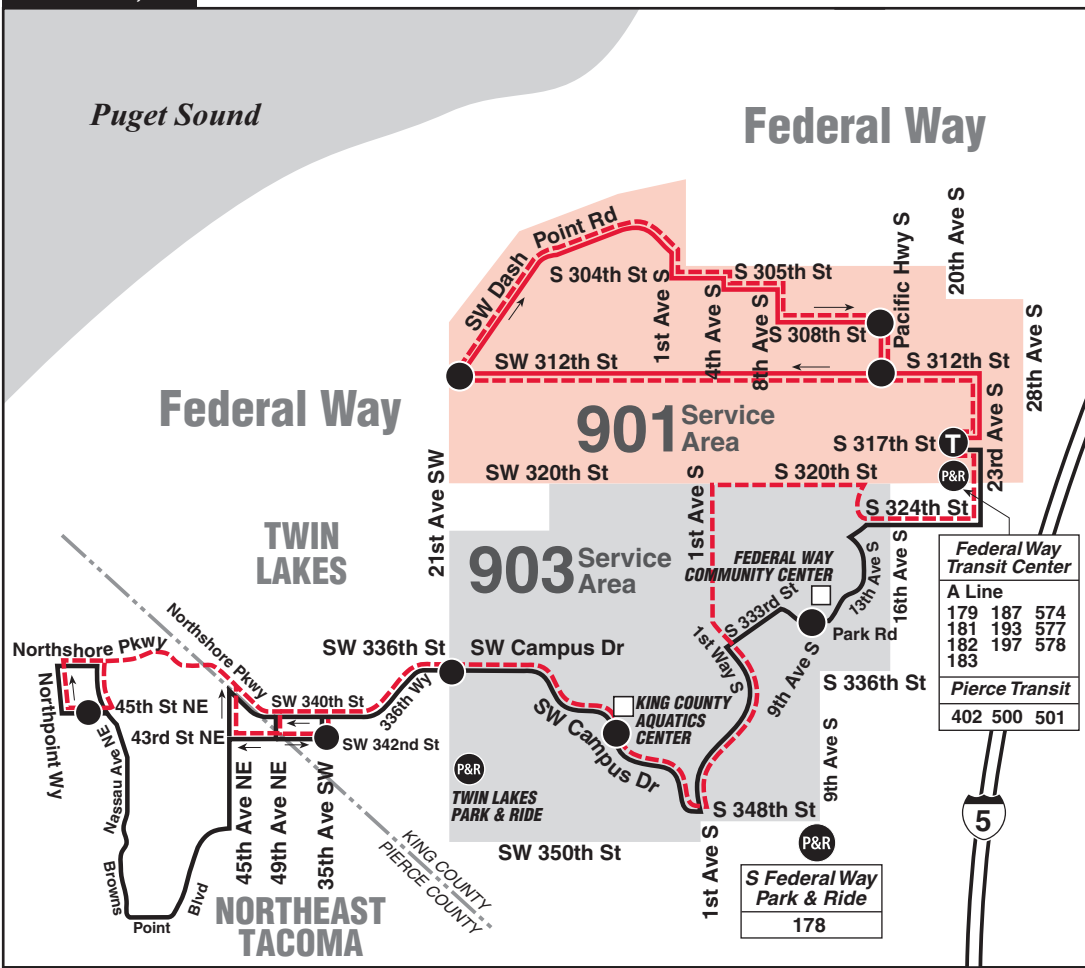 Puget Sound
Federal Way
20th Ave S
Pacific Hwy S
SW Dash
Point Rd
S 304th St
S 305th St
1st Ave S
4th Ave S
8th Ave S
S 308th St
28th Ave S
SW 312th St
S 312th St
Federal Way
901 Service
Area
S 317th St
T
23rd Ave S
P&R
SW 320th St
S 320th St
21st Ave SW
1st Ave S
S 324th St
TWIN
LAKES
903 Service
Area
FEDERAL WAY
COMMUNITY CENTER
13th Ave S
16th Ave S
Federal Way
Transit Center
A Line
179 187 574
181 193 577
182 197 578
183
Pierce Transit
402 500 501
S 333rd St
Park Rd
Northshore Pkwy
Northshore Pkwy
SW 336th St
SW Campus Dr
1st Way S
9th Ave S
S 336th St
336th Wy
SW 340th St
Northpoint Wy
45th St NE
43rd St NE
SW 342nd St
KING COUNTY
AQUATICS
CENTER
SW Campus Dr
9th Ave S
Nassau Ave NE
P&R
TWIN LAKES
PARK & RIDE
S 348th St
5
45th Ave NE
49th Ave NE
35th Ave SW
KING COUNTY
PIERCE COUNTY
SW 350th St
1st Ave S
P&R
S Federal Way
Park & Ride
178
Browns
Point
Blvd
NORTHEAST
TACOMA